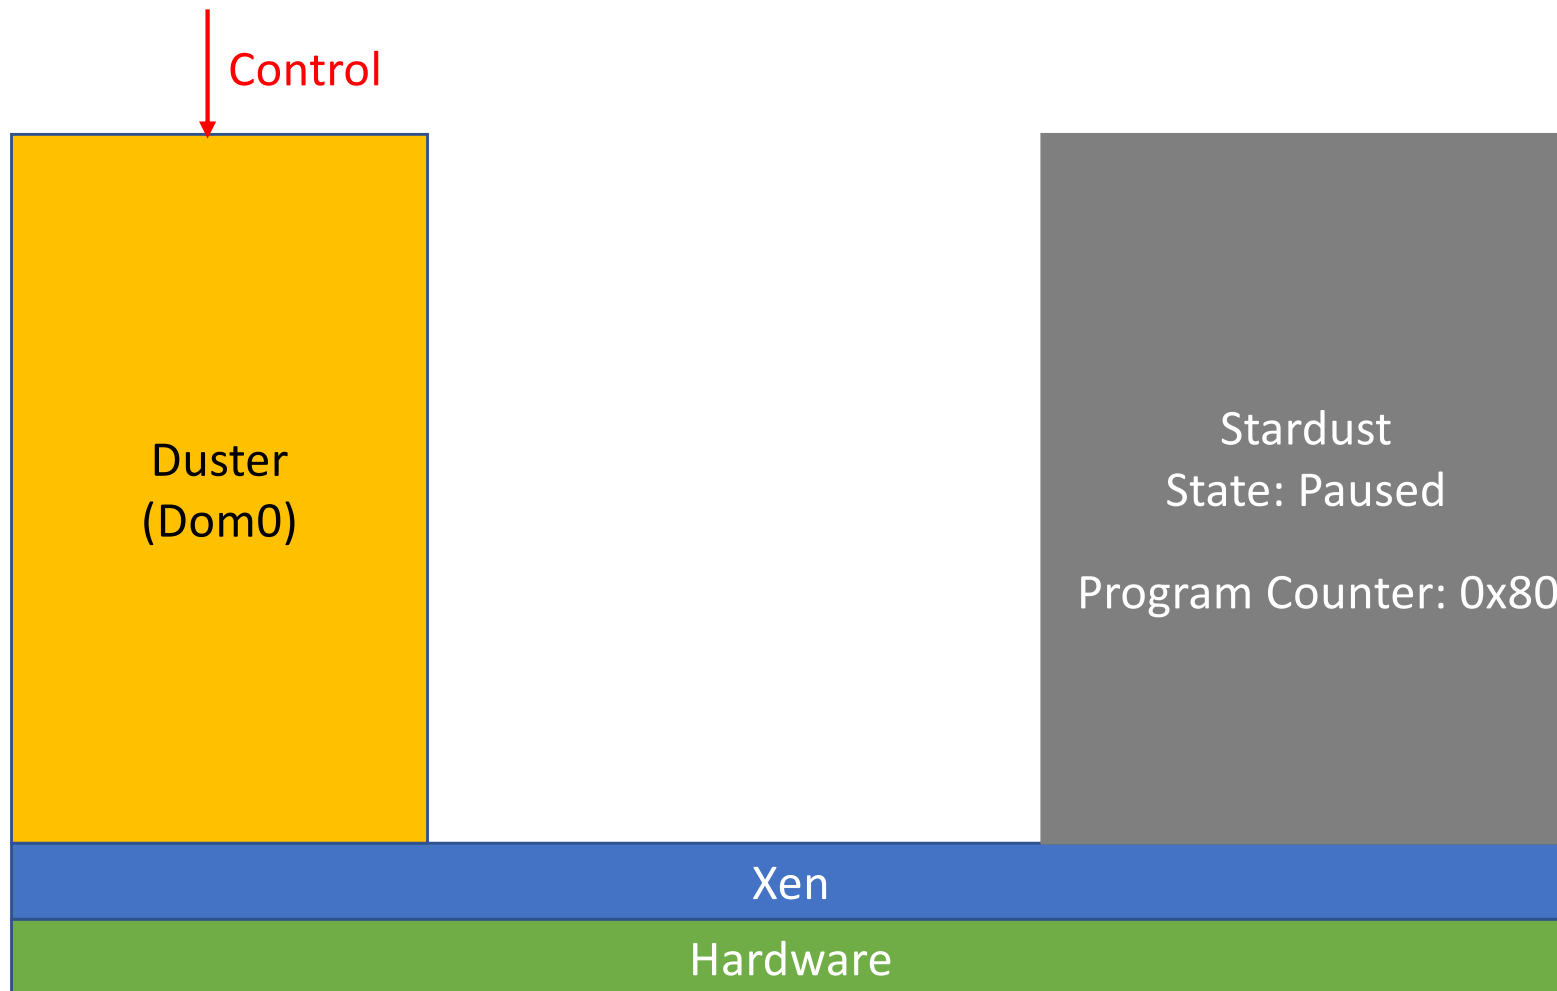 Control
Duster
(Dom0)
Stardust
State: Paused
Program Counter: 0x80
Xen
Hardware